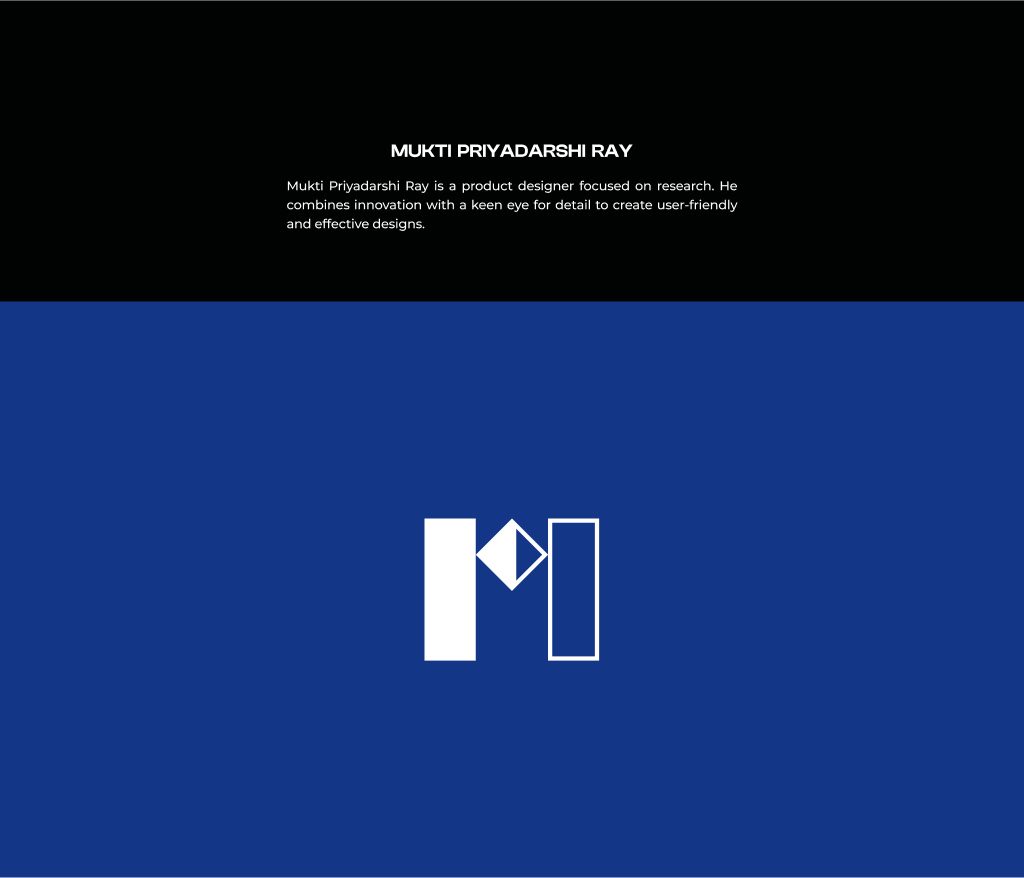 MUKTI PRIYADARSHI RAY
Mukti Priyadarshi Ray is a product designer focused on research. He
combines innovation with a keen eye for detail to create user-friendly
and effective designs.
M